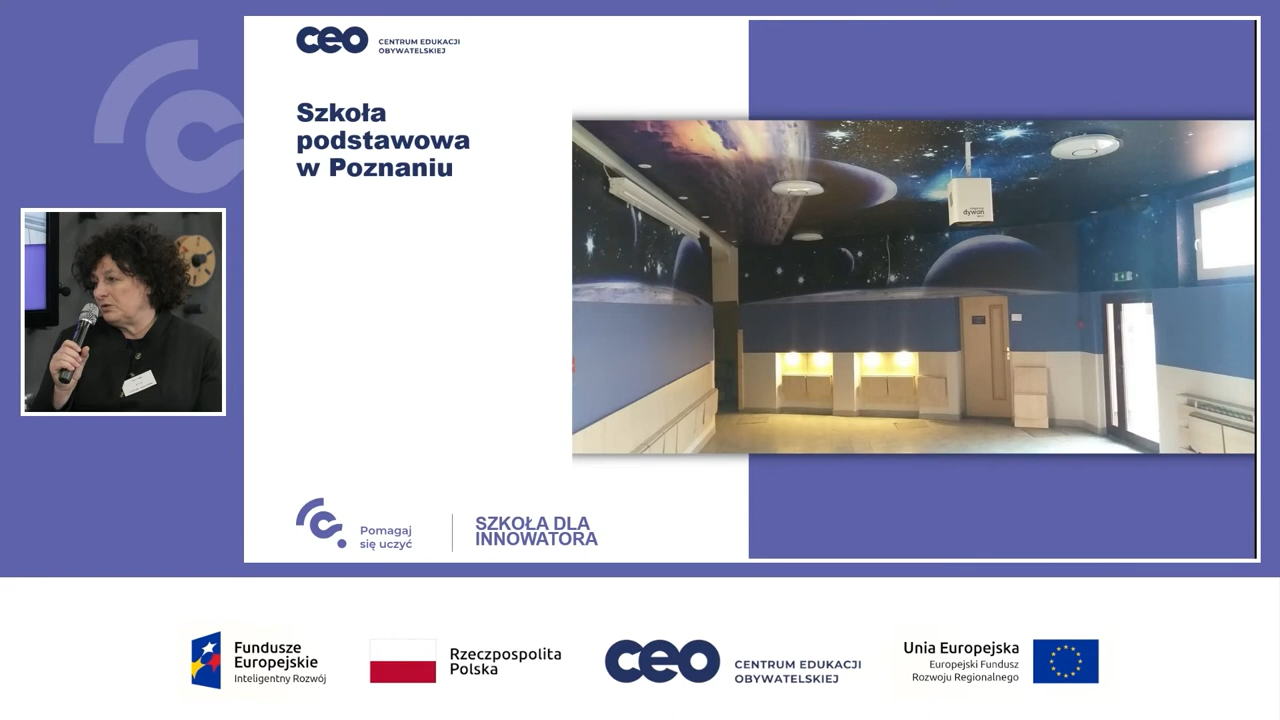 ceo CENTRUM EDUKACJI
OBYWATELSKIEJ
Szkoła
podstawowa
w Poznaniu
dywan
Pomagaj
się uczyć
SZKOŁA DLA
INNOWATORA
Fundusze
Europejskie
Inteligentny Rozwój
Rzeczpospolita
Polska
ceo CENTRUM EDUKACJI
OBYWATELSKIEJ
Unia Europejska
Europejski Fundusz
Rozwoju Regionalnego